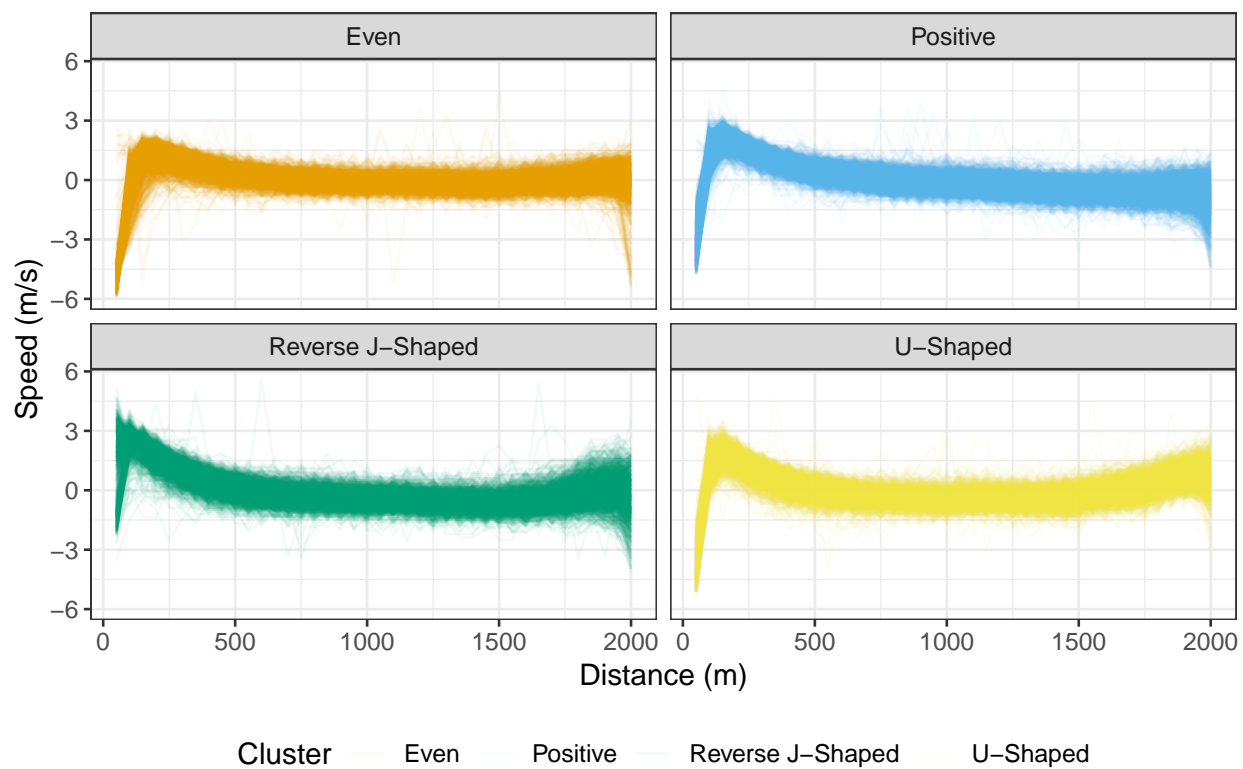 Even Positive
6
3
0
−3
−6
Reverse J−Shaped U−Shaped
6
3
0
−3
−6
Speed (m/s)
0 500 1000 1500 2000 0 500 1000 1500 2000
Distance (m)
Cluster Even Positive Reverse J−Shaped U−Shaped